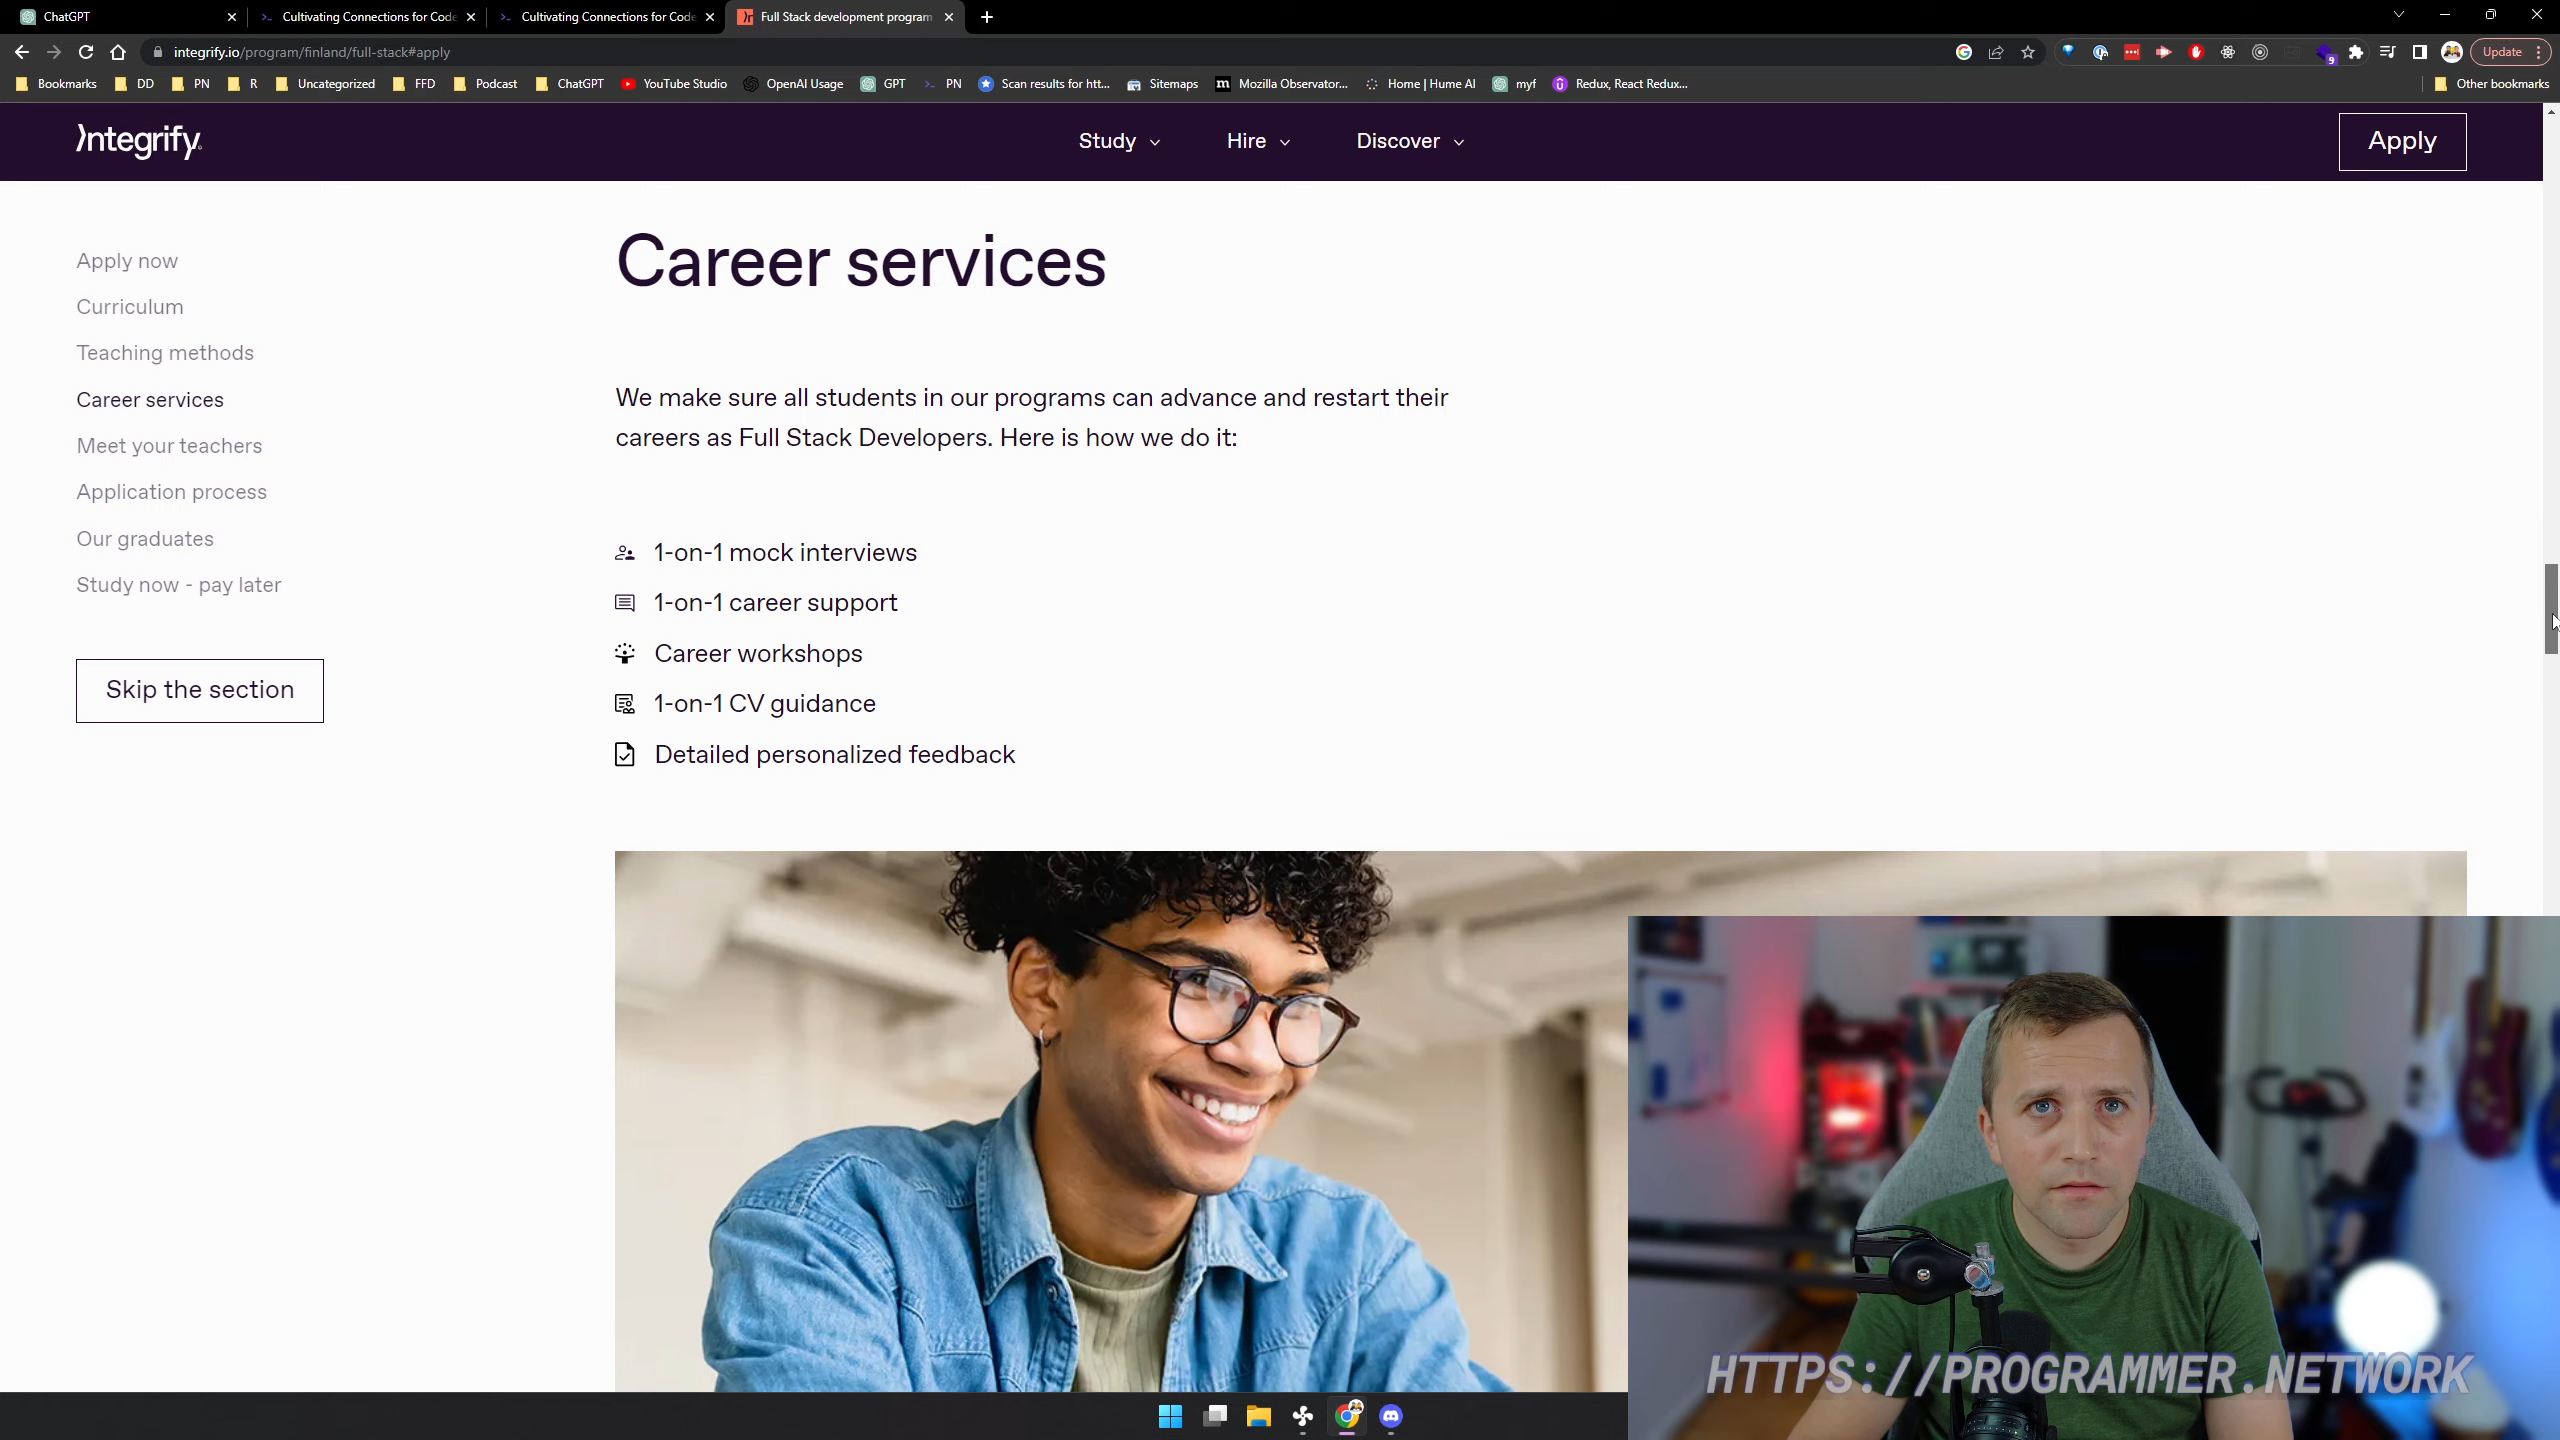 ChatGPT
Cultivating Connections for Code
Cultivating Connections for Code
Full Stack development program
integrify.io/program/finland/full-stack#apply
Update
Bookmarks
DD
PN
R
Uncategorized
FFD
Podcast
ChatGPT
YouTube Studio
OpenAI Usage
GPT
PN
Scan results for htt...
Sitemaps
Mozilla Observator...
Home | Hume AI
myf
Redux, React Redux...
Other bookmarks
9
Integrify
Study
Hire
Discover
Apply
Apply now
Curriculum
Teaching methods
Career services
Meet your teachers
Application process
Our graduates
Study now - pay later
Skip the section
Career services
We make sure all students in our programs can advance and restart their
careers as Full Stack Developers. Here is how we do it:
1-on-1 mock interviews
1-on-1 career support
Career workshops
1-on-1 CV guidance
Detailed personalized feedback
HTTPS://PROGRAMMER.NETWORK